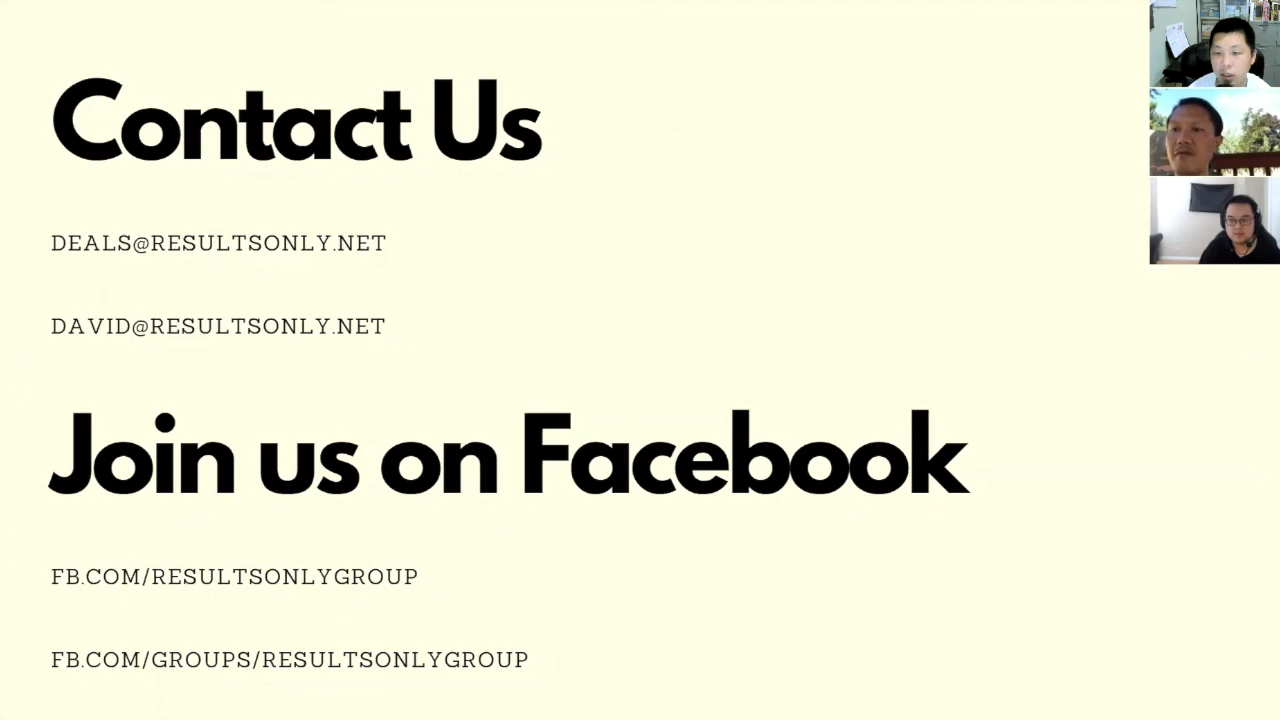 Contact Us
DEALS@RESULTSONLY.NET
DAVID@RESULTSONLY.NET
Join us on Facebook
FB.COM/RESULTSONLYGROUP
FB.COM/GROUPS/RESULTSONLYGROUP